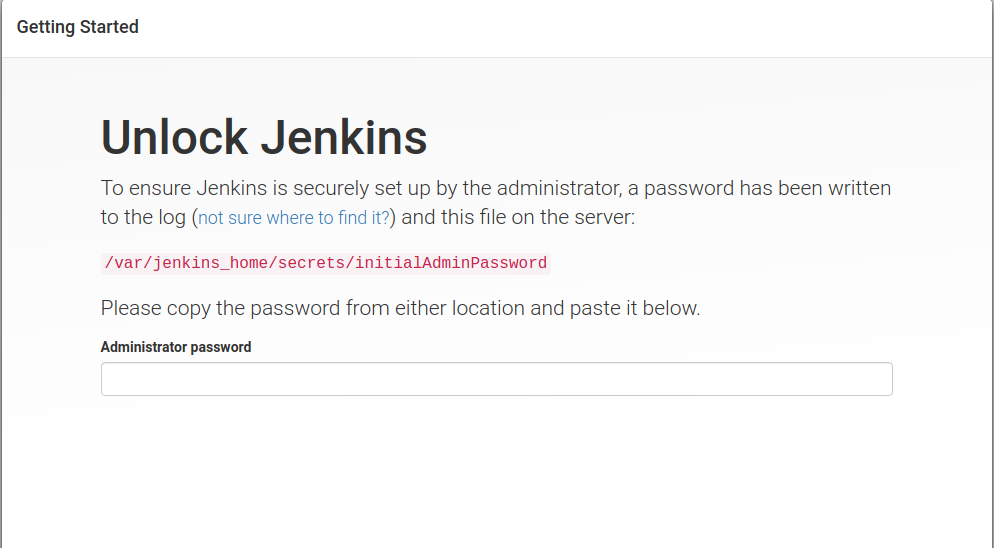 Getting Started
Unlock Jenkins
To ensure Jenkins is securely set up by the administrator, a password has been written
to the log (not sure where to find it?) and this file on the server:
/var/jenkins_home/secrets/initialAdminPassword
Please copy the password from either location and paste it below.
Administrator password